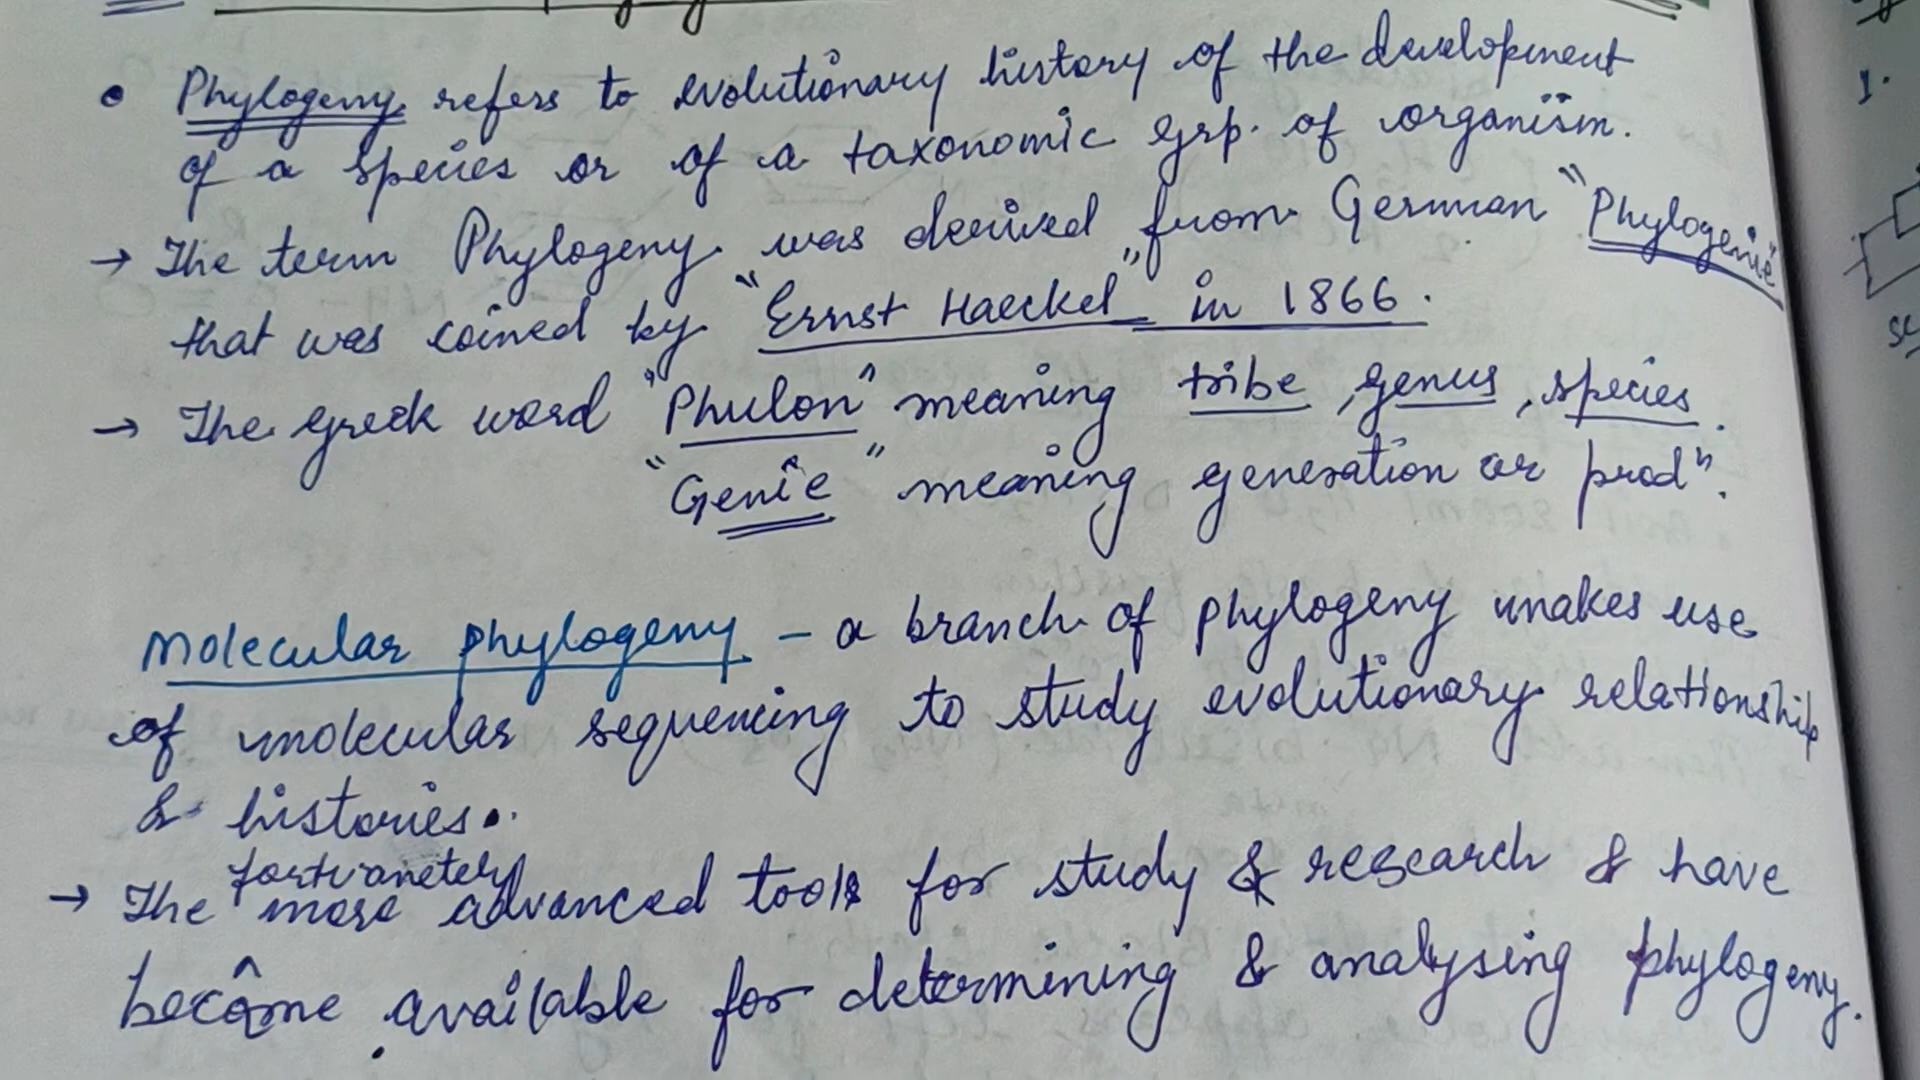 • Phylogeny refers to evolutionary history of the development
of a species or of a taxonomic grp. of organism.
→ The term Phylogeny was derived from German "Phylogenie"
that was coined by "Ernst Haeckel" in 1866.
→ The greek word "Phulon" meaning tribe, genus, species.
"Genie" meaning generation or prodⁿ.
Molecular phylogeny – a branch of phylogeny makes use
of molecular sequencing to study evolutionary relationship
& histories.
fortunately
→ The more advanced tools for study & research & have
become available for determining & analysing phylogeny.